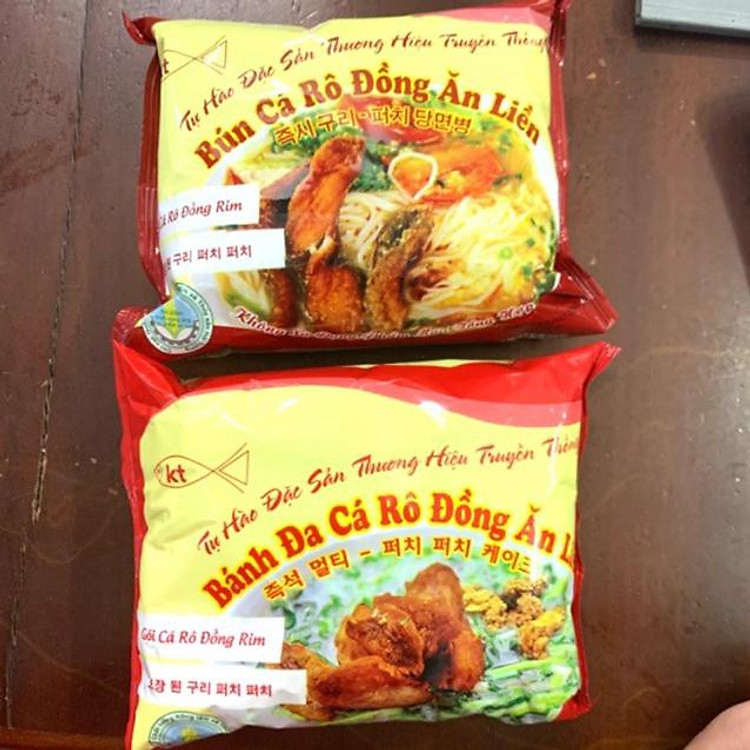 kt
Tự Hào Đặc Sản Thương Hiệu Truyền Thống
Bún Cá Rô Đồng Ăn Liền
즉시 구리 - 퍼치 당면병
Cá Rô Đồng Rim
된 구리 퍼치 퍼치
Không
kt
Tự Hào Đặc Sản Thương Hiệu Truyền Thống
Bánh Đa Cá Rô Đồng Ăn
즉석 멀티 - 퍼치 퍼치 케이크
Gói Cá Rô Đồng Rim
장 된 구리 퍼치 퍼치